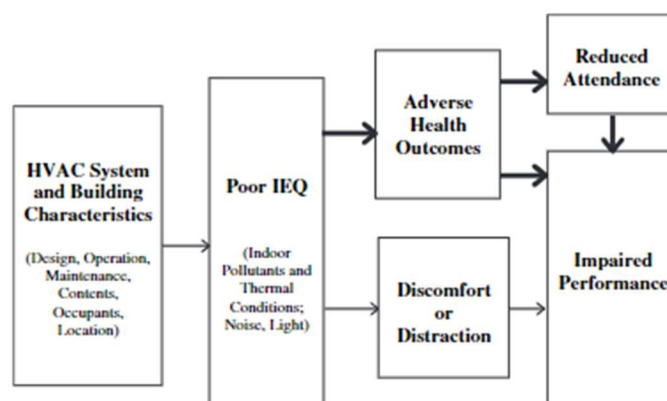 HVAC System
and Building
Characteristics
(Design, Operation,
Maintenance,
Contents,
Occupants,
Location)
Poor IEQ
(Indoor
Pollutants and
Thermal
Conditions;
Noise, Light)
Adverse
Health
Outcomes
Discomfort
or
Distraction
Reduced
Attendance
Impaired
Performance